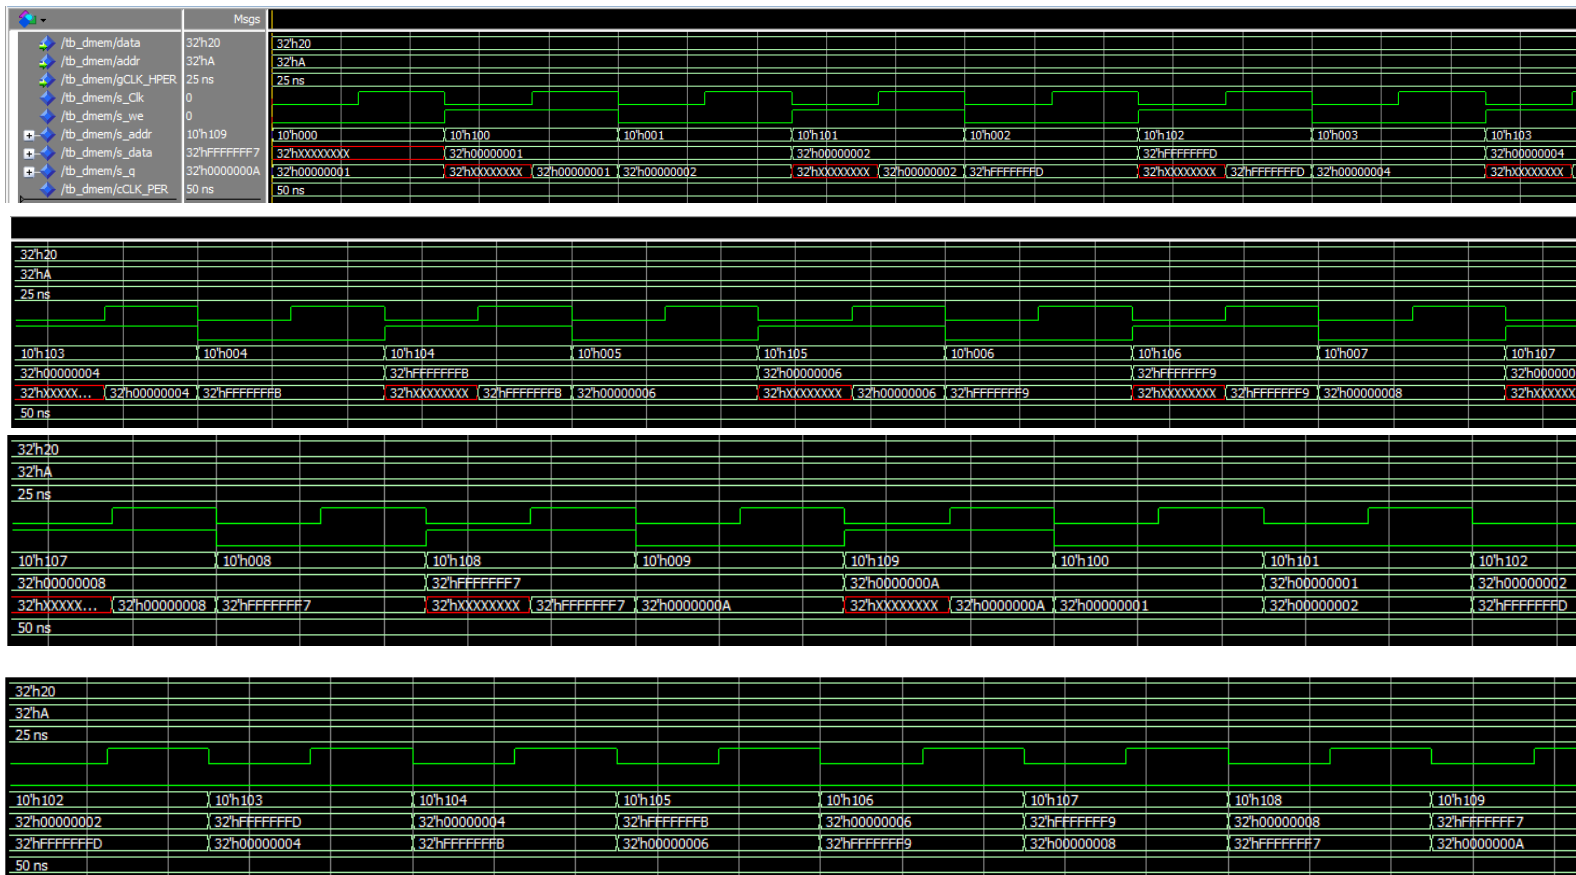 Msgs
/tb_dmem/data 32'h20 32'h20
/tb_dmem/addr 32'hA 32'hA
/tb_dmem/gCLK_HPER 25 ns 25 ns
/tb_dmem/s_Clk 0
/tb_dmem/s_we 0
/tb_dmem/s_addr 10'h109 10'h000 10'h100 10'h001 10'h101 10'h002 10'h102 10'h003 10'h103
/tb_dmem/s_data 32'hFFFFFFF7 32'hXXXXXXXX 32'h00000001 32'h00000002 32'hFFFFFFFD 32'h00000004
/tb_dmem/s_q 32'h0000000A 32'h00000001 32'hXXXXXXXX 32'h00000001 32'h00000002 32'hXXXXXXXX 32'h00000002 32'hFFFFFFFD 32'hXXXXXXXX 32'hFFFFFFFD 32'h00000004 32'hXXXXXXXX
/tb_dmem/cCLK_PER 50 ns 50 ns
32'h20
32'hA
25 ns
10'h103 10'h004 10'h104 10'h005 10'h105 10'h006 10'h106 10'h007 10'h107
32'h00000004 32'hFFFFFFFB 32'h00000006 32'hFFFFFFF9 32'h000000
32'hXXXXX... 32'h00000004 32'hFFFFFFFB 32'hXXXXXXXX 32'hFFFFFFFB 32'h00000006 32'hXXXXXXXX 32'h00000006 32'hFFFFFFF9 32'hXXXXXXXX 32'hFFFFFFF9 32'h00000008 32'hXXXXXX
50 ns
32'h20
32'hA
25 ns
10'h107 10'h008 10'h108 10'h009 10'h109 10'h100 10'h101 10'h102
32'h00000008 32'hFFFFFFF7 32'h0000000A 32'h00000001 32'h00000002
32'hXXXXX... 32'h00000008 32'hFFFFFFF7 32'hXXXXXXXX 32'hFFFFFFF7 32'h0000000A 32'hXXXXXXXX 32'h0000000A 32'h00000001 32'h00000002 32'hFFFFFFFD
50 ns
32'h20
32'hA
25 ns
10'h102 10'h103 10'h104 10'h105 10'h106 10'h107 10'h108 10'h109
32'h00000002 32'hFFFFFFFD 32'h00000004 32'hFFFFFFFB 32'h00000006 32'hFFFFFFF9 32'h00000008 32'hFFFFFFF7
32'hFFFFFFFD 32'h00000004 32'hFFFFFFFB 32'h00000006 32'hFFFFFFF9 32'h00000008 32'hFFFFFFF7 32'h0000000A
50 ns